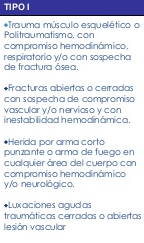 TIPO I
•Trauma músculo esquelético o
Politraumatismo, con
compromiso hemodinámico,
respiratorio y/o con sospecha
de fractura ósea.
•Fracturas abiertas o cerradas
con sospecha de compromiso
vascular y/o nervioso y con
inestabilidad hemodinámica.
•Herida por arma corto
punzante o arma de fuego en
cualquier área del cuerpo con
compromiso hemodinámico
y/o neurológico.
•Luxaciones agudas
traumáticas cerradas o abiertas
lesión vascular